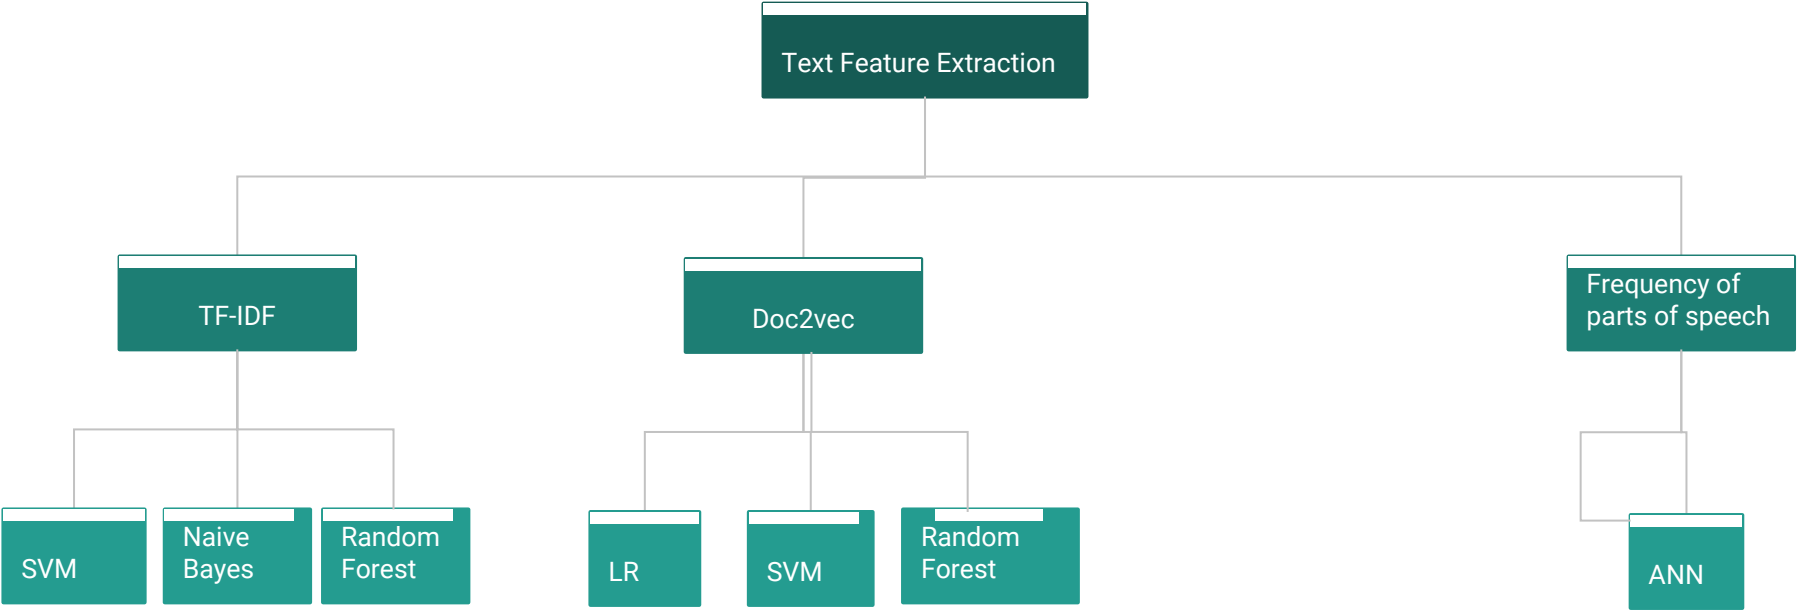 Text Feature Extraction
TF-IDF
Doc2vec
Frequency of
parts of speech
SVM
Naive
Bayes
Random
Forest
LR
SVM
Random
Forest
ANN